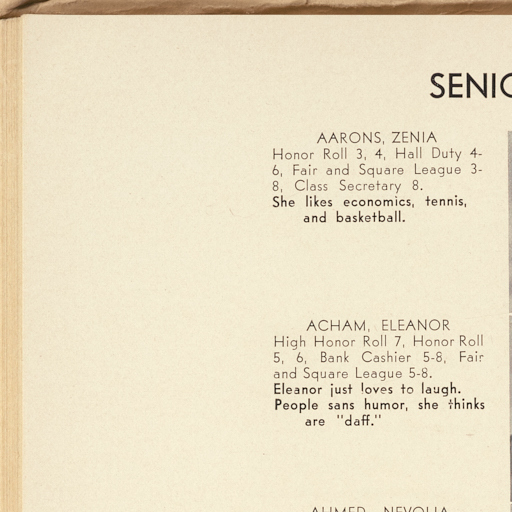 SENIO
AARONS, ZENIA
Honor Roll 3, 4, Hall Duty 4-
6, Fair and Square League 3-
8, Class Secretary 8.
She likes economics, tennis,
and basketball.
ACHAM, ELEANOR
High Honor Roll 7, Honor Roll
5, 6, Bank Cashier 5-8, Fair
and Square League 5-8.
Eleanor just loves to laugh.
People sans humor, she thinks
are "daff."